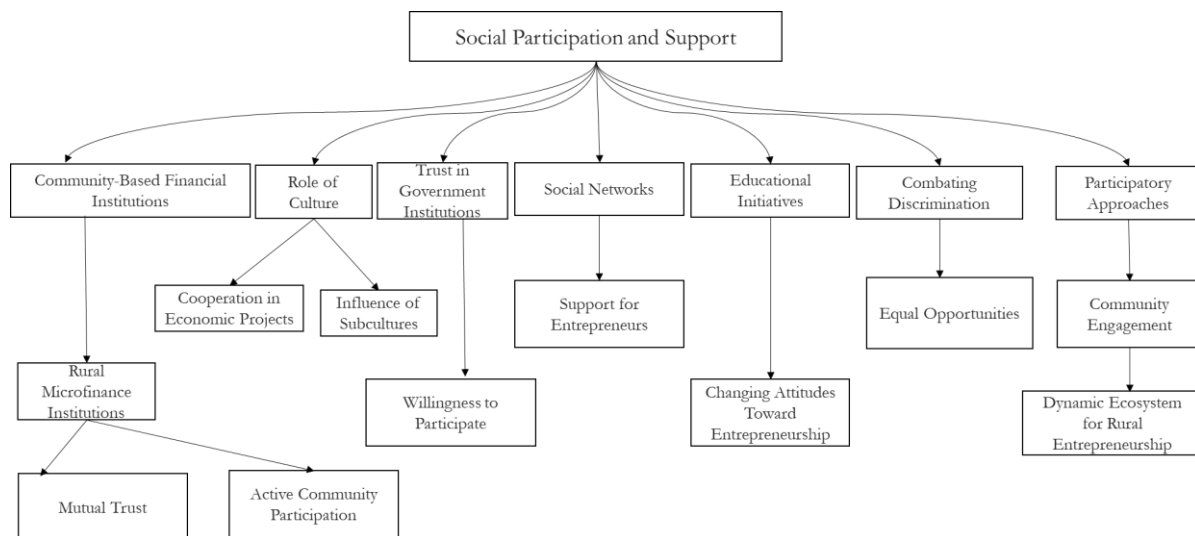 Social Participation and Support
Community-Based Financial
Institutions
Role of
Culture
Trust in
Government
Institutions
Social Networks
Educational
Initiatives
Combating
Discrimination
Participatory
Approaches
Cooperation in
Economic Projects
Influence of
Subcultures
Support for
Entrepreneurs
Equal Opportunities
Community
Engagement
Rural
Microfinance
Institutions
Willingness to
Participate
Changing Attitudes
Toward
Entrepreneurship
Dynamic Ecosystem
for Rural
Entrepreneurship
Mutual Trust
Active Community
Participation